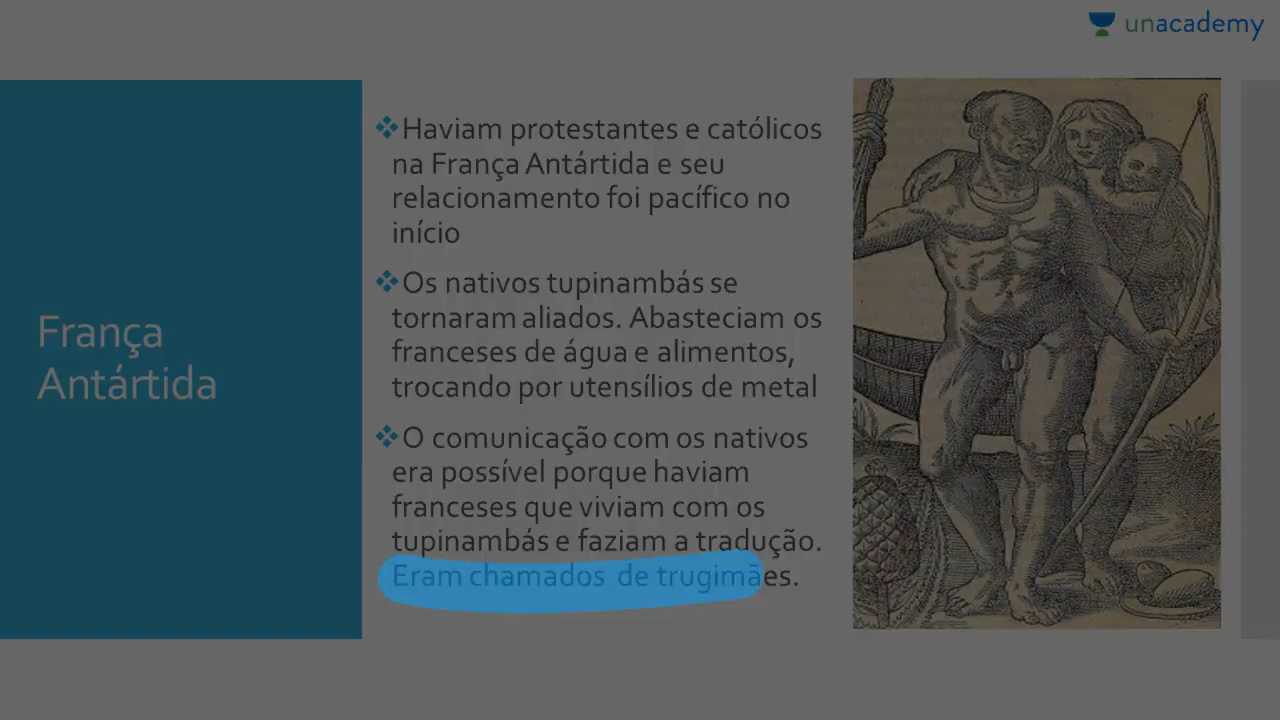 unacademy
França
Antártida
Haviam protestantes e católicos
na França Antártida e seu
relacionamento foi pacífico no
início
Os nativos tupinambás se
tornaram aliados. Abasteciam os
franceses de água e alimentos,
trocando por utensílios de metal
O comunicação com os nativos
era possível porque haviam
franceses que viviam com os
tupinambás e faziam a tradução.
Eram chamados de trugimães.